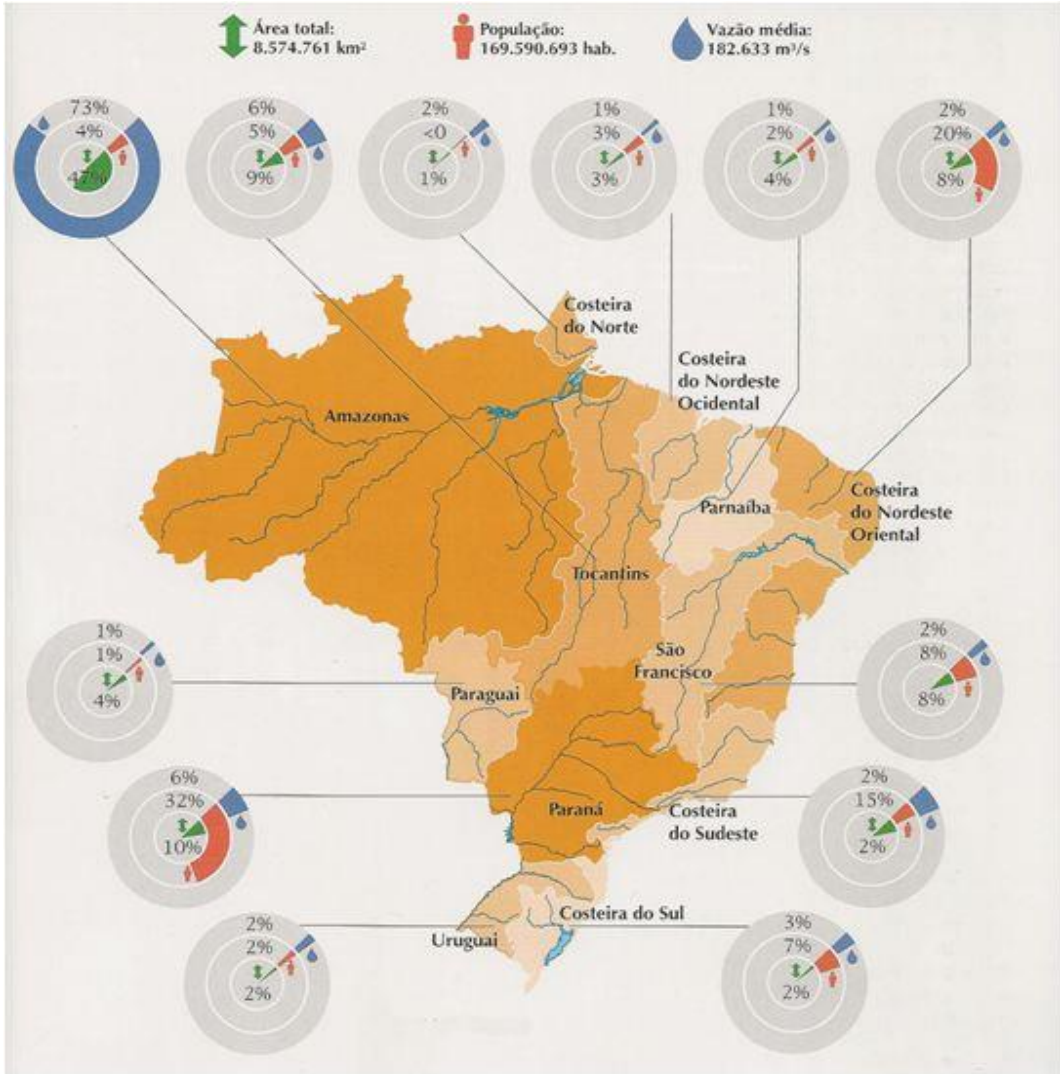 Área total:
8.574.761 km²
População:
169.590.693 hab.
Vazão média:
182.633 m³/s
73%
4%
47%
6%
5%
9%
2%
<0
1%
1%
3%
3%
1%
2%
4%
2%
20%
8%
Costeira
do Norte
Costeira
do Nordeste
Ocidental
Amazonas
Parnaíba
Costeira
do Nordeste
Oriental
Tocantins
1%
1%
4%
Paraguai
São
Francisco
2%
8%
8%
6%
32%
10%
Paraná
Costeira
do Sudeste
2%
15%
2%
2%
2%
2%
Uruguai
Costeira do Sul
3%
7%
2%